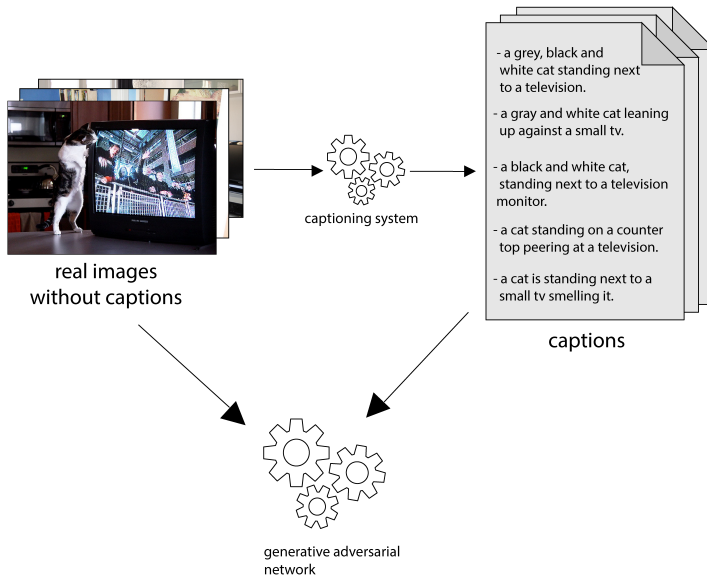 - a grey, black and
white cat standing next
to a television.
- a gray and white cat leaning
up against a small tv.
- a black and white cat,
standing next to a television
monitor.
- a cat standing on a counter
top peering at a television.
- a cat is standing next to a
small tv smelling it.
captioning system
real images
without captions
captions
generative adversarial
network